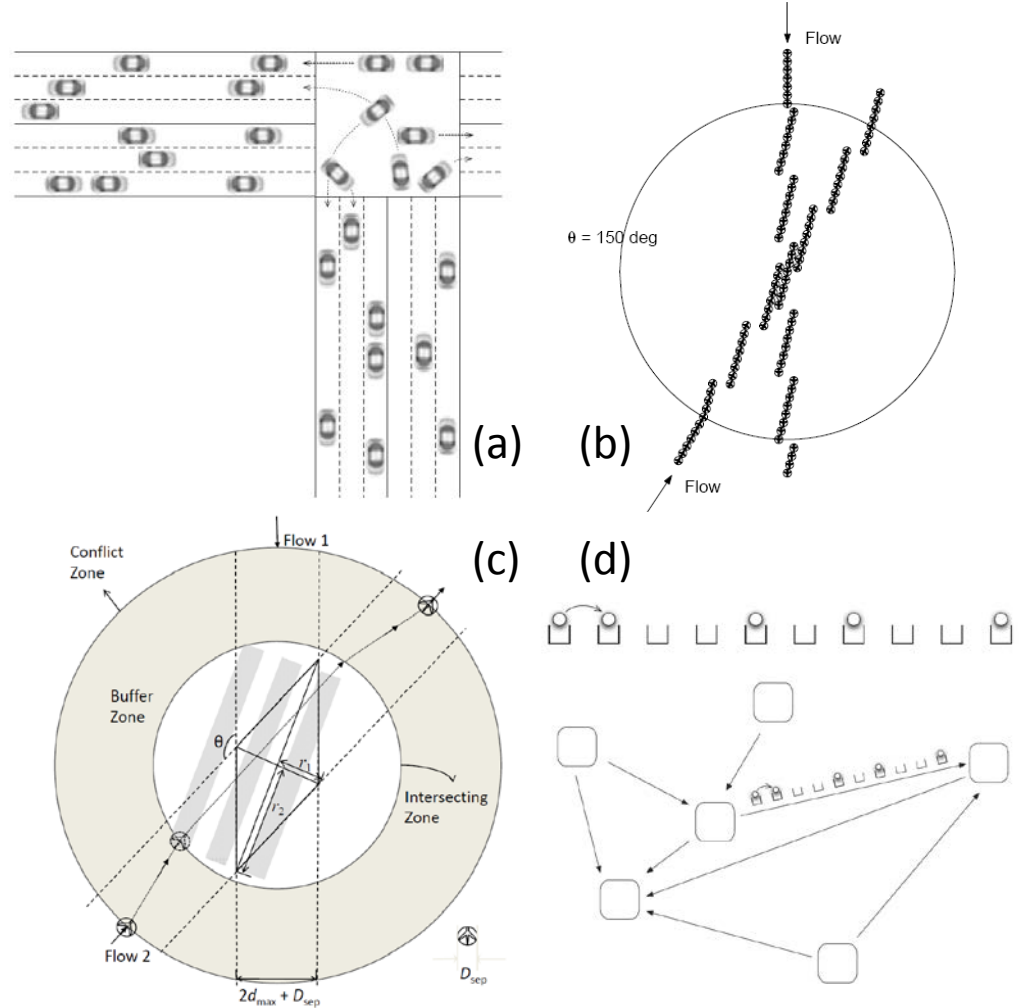 Flow
θ = 150 deg
(a)
(b)
Flow
(c)
(d)
Flow 1
Conflict
Zone
Buffer
Zone
θ
r₁
r₂
Intersecting
Zone
Flow 2
2dmax + Dsep
Dsep